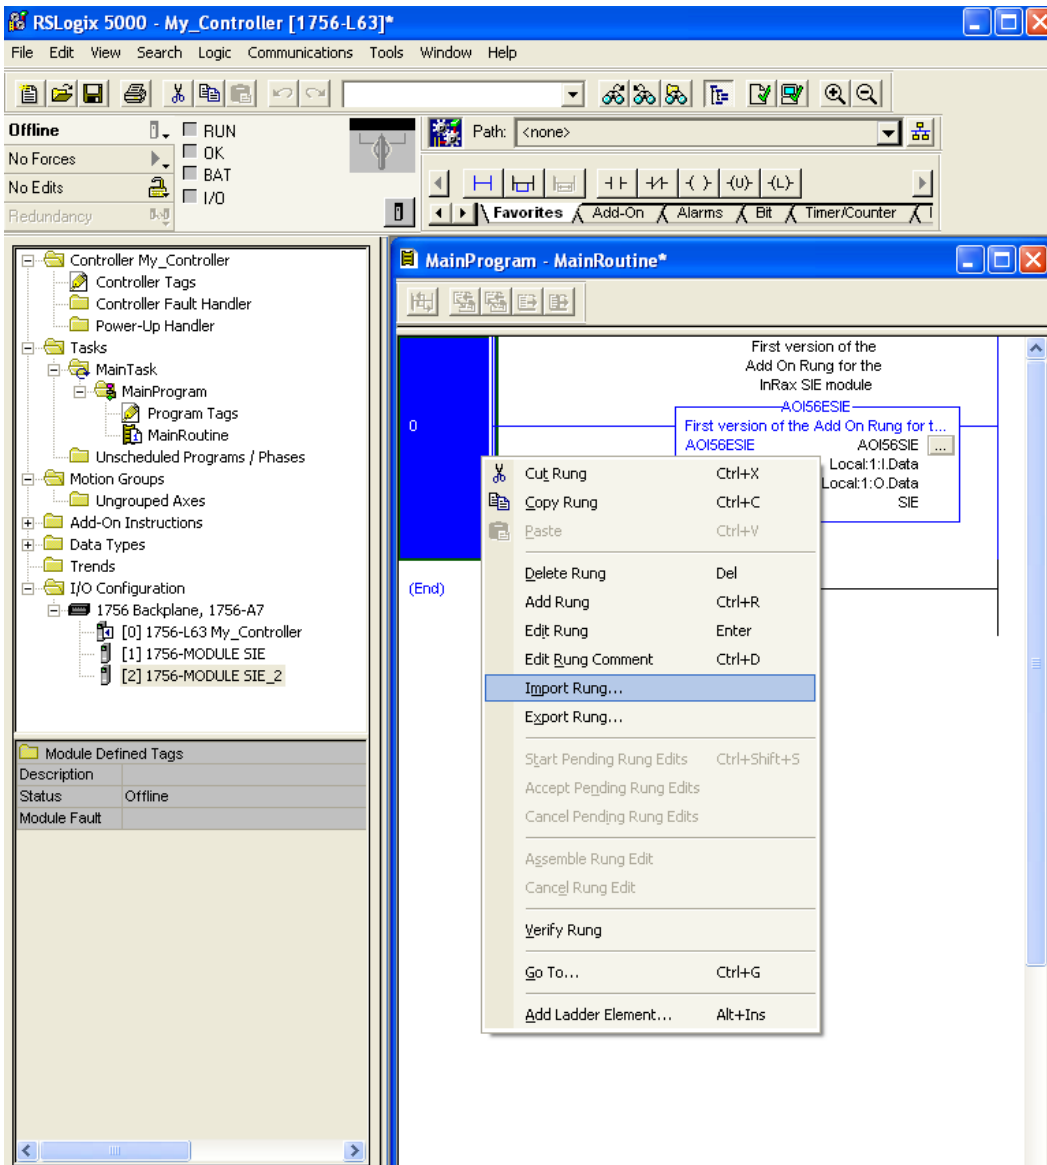 RSLogix 5000 - My_Controller [1756-L63]*
File Edit View Search Logic Communications Tools Window Help
Offline
RUN
No Forces
OK
BAT
No Edits
I/O
Redundancy
Path: <none>
Favorites Add-On Alarms Bit Timer/Counter
Controller My_Controller
Controller Tags
Controller Fault Handler
Power-Up Handler
Tasks
MainTask
MainProgram
Program Tags
MainRoutine
Unscheduled Programs / Phases
Motion Groups
Ungrouped Axes
Add-On Instructions
Data Types
Trends
I/O Configuration
1756 Backplane, 1756-A7
[0] 1756-L63 My_Controller
[1] 1756-MODULE SIE
[2] 1756-MODULE SIE_2
Module Defined Tags
Description
Status Offline
Module Fault
MainProgram - MainRoutine*
First version of the
Add On Rung for the
InRax SIE module
AOI56ESIE
0
First version of the Add On Rung for t...
AOI56ESIE AOI56SIE ...
Local:1:I.Data
Local:1:O.Data
SIE
(End)
Cut Rung Ctrl+X
Copy Rung Ctrl+C
Paste Ctrl+V
Delete Rung Del
Add Rung Ctrl+R
Edit Rung Enter
Edit Rung Comment Ctrl+D
Import Rung...
Export Rung...
Start Pending Rung Edits Ctrl+Shift+S
Accept Pending Rung Edits
Cancel Pending Rung Edits
Assemble Rung Edit
Cancel Rung Edit
Verify Rung
Go To... Ctrl+G
Add Ladder Element... Alt+Ins